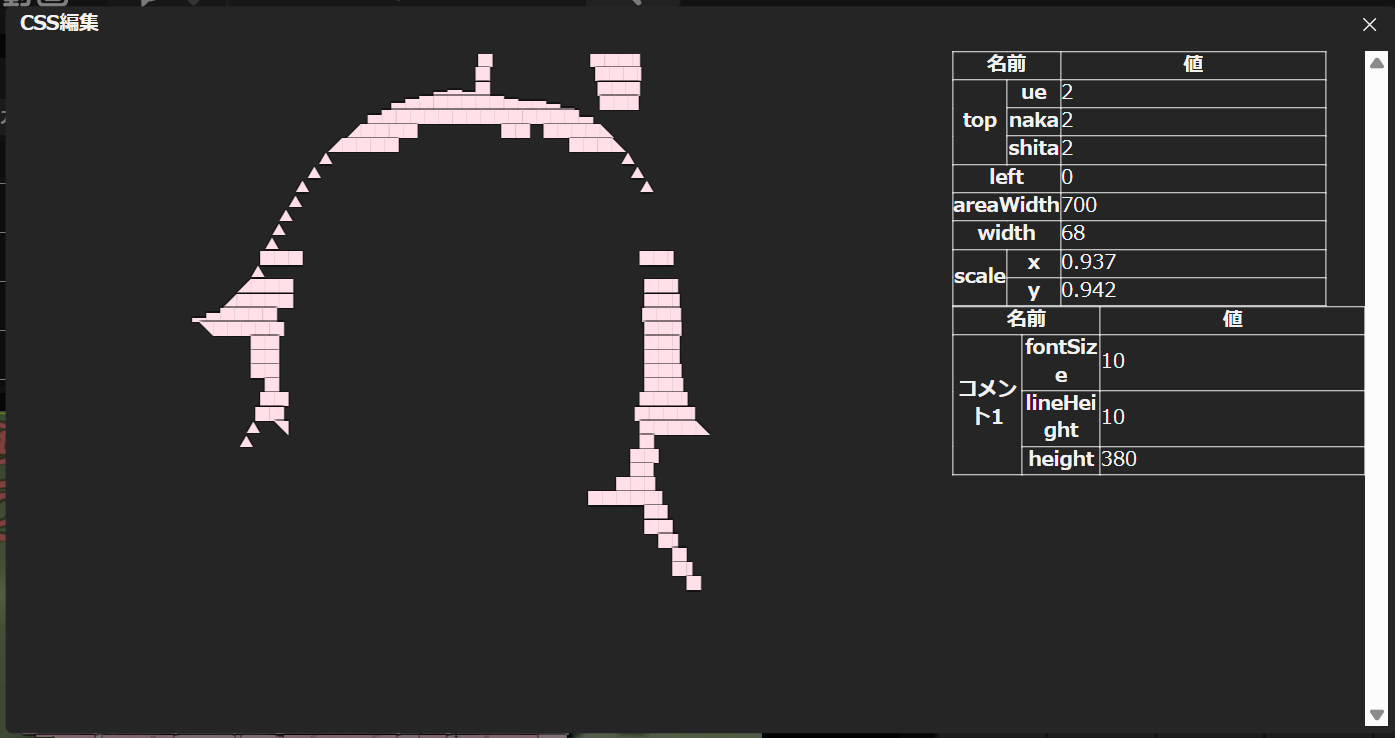 CSS編集
名前 値
top ue 2
naka 2
shita 2
left 0
areaWidth 700
width 68
scale x 0.937
y 0.942
名前 値
コメント1 fontSize 10
lineHeight 10
height 380